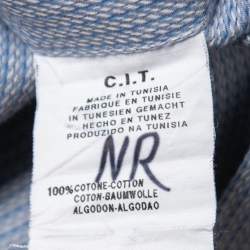 C.I.T.
MADE IN TUNISIA
FABRIQUE EN TUNISIE
IN TUNESIEN GEMACHT
HECHO EN TUNEZ
PRODUZIDO NA TUNISIA
NR
100% COTONE-COTTON
COTON-BAUMWOLLE
ALGODON-ALGODAO